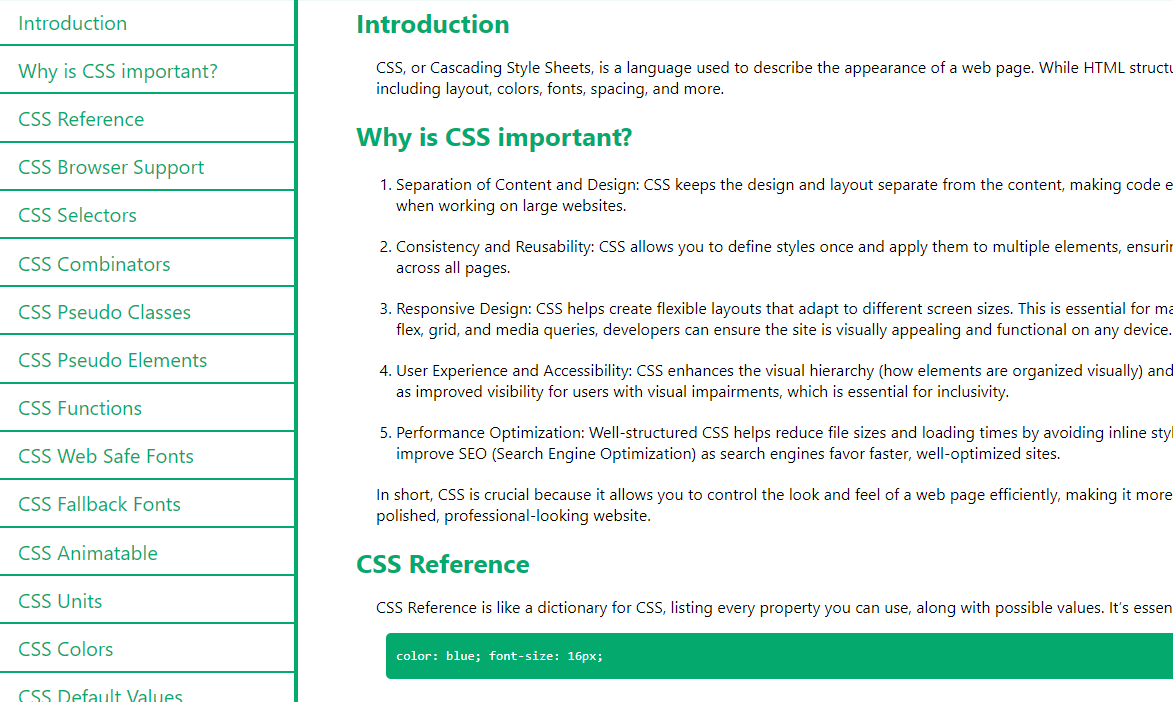 Introduction
Why is CSS important?
CSS Reference
CSS Browser Support
CSS Selectors
CSS Combinators
CSS Pseudo Classes
CSS Pseudo Elements
CSS Functions
CSS Web Safe Fonts
CSS Fallback Fonts
CSS Animatable
CSS Units
CSS Colors
CSS Default Values
Introduction
CSS, or Cascading Style Sheets, is a language used to describe the appearance of a web page. While HTML
including layout, colors, fonts, spacing, and more.
Why is CSS important?
1. Separation of Content and Design: CSS keeps the design and layout separate from the content, making code
when working on large websites.
2. Consistency and Reusability: CSS allows you to define styles once and apply them to multiple elements,
across all pages.
3. Responsive Design: CSS helps create flexible layouts that adapt to different screen sizes. This is essential for
flex, grid, and media queries, developers can ensure the site is visually appealing and functional on any device.
4. User Experience and Accessibility: CSS enhances the visual hierarchy (how elements are organized visually) and
as improved visibility for users with visual impairments, which is essential for inclusivity.
5. Performance Optimization: Well-structured CSS helps reduce file sizes and loading times by avoiding inline
improve SEO (Search Engine Optimization) as search engines favor faster, well-optimized sites.
In short, CSS is crucial because it allows you to control the look and feel of a web page efficiently, making it more
polished, professional-looking website.
CSS Reference
CSS Reference is like a dictionary for CSS, listing every property you can use, along with possible values. It's
color: blue; font-size: 16px;